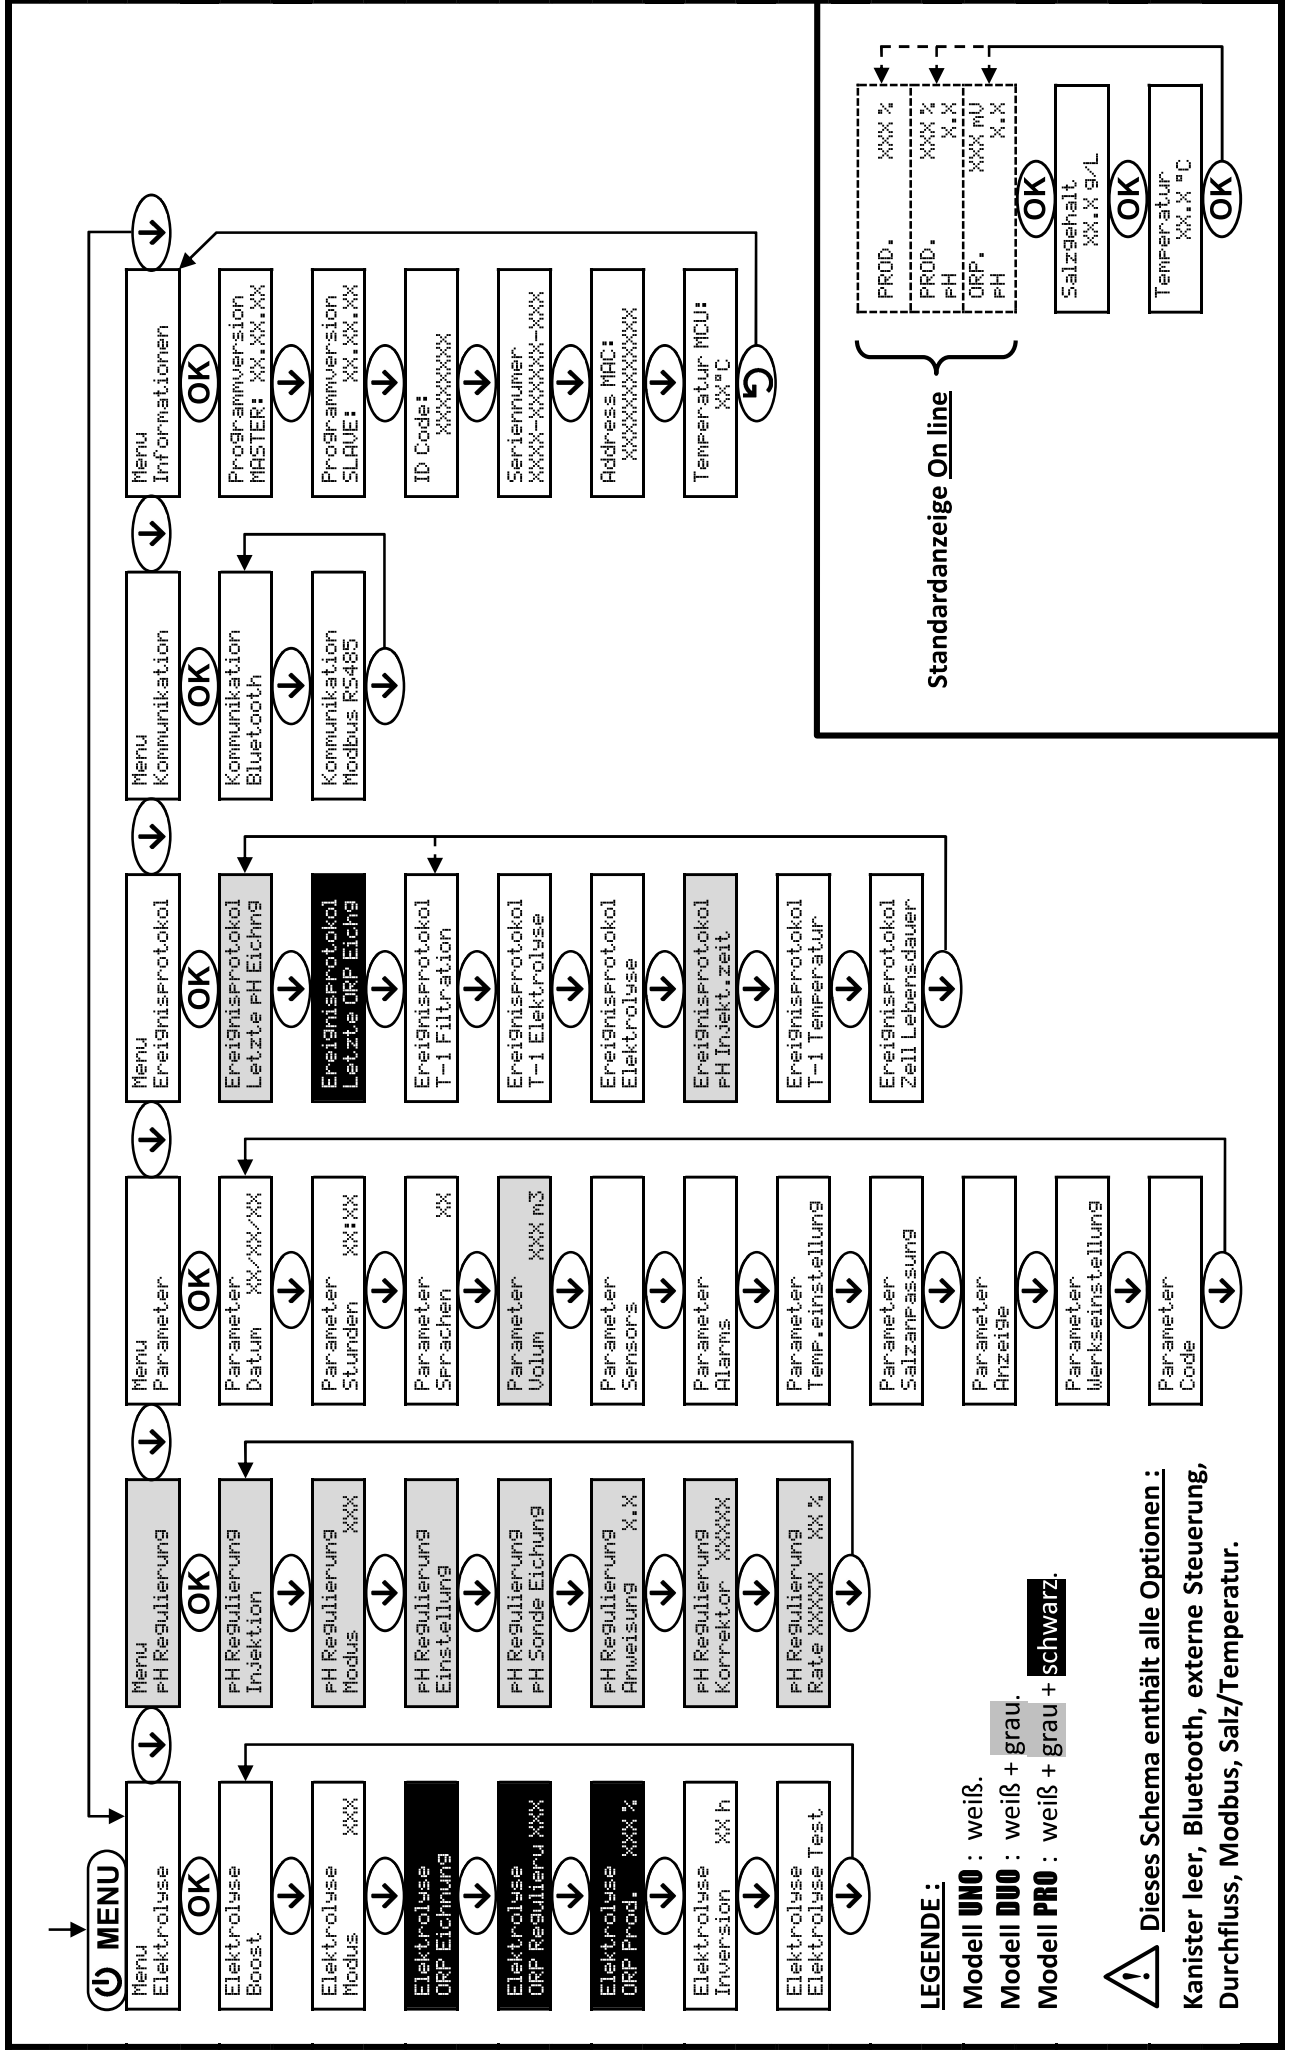 MENU
Menu
Elektrolyse
OK
Elektrolyse
Boost
Elektrolyse
Modus XXX
Elektrolyse
ORP Eichnung
Elektrolyse
ORP Regulieru XXX
Elektrolyse
ORP Prod. XXX %
Elektrolyse
Inversion XX h
Elektrolyse
Elektrolyse Test
Menu
pH Regulierung
OK
pH Regulierung
Injektion
pH Regulierung
Modus XXX
pH Regulierung
Einstellung
pH Regulierung
pH Sonde Eichung
pH Regulierung
Anweisung X.X
pH Regulierung
Korrektor XXXXX
pH Regulierung
Rate XXXXX XX %
Menu
Parameter
OK
Parameter
Datum XX/XX/XX
Parameter
Stunden XX:XX
Parameter
Sprachen XX
Parameter
Volum XXX m3
Parameter
Sensors
Parameter
Alarms
Parameter
Temp.einstellung
Parameter
Salzanpassung
Parameter
Anzeige
Parameter
Werkseinstellung
Parameter
Code
Menu
Ereignisprotokol
OK
Ereignisprotokol
Letzte pH Eichng
Ereignisprotokol
Letzte ORP Eichg
Ereignisprotokol
T-1 Filtration
Ereignisprotokol
T-1 Elektrolyse
Ereignisprotokol
Elektrolyse
Ereignisprotokol
pH Injekt.zeit
Ereignisprotokol
T-1 Temperatur
Ereignisprotokol
Zell Lebensdauer
Menu
Kommunikation
OK
Kommunikation
Bluetooth
Kommunikation
Modbus RS485
Menu
Informationen
OK
Programmversion
MASTER: XX.XX.XX
Programmversion
SLAVE: XX.XX.XX
ID Code:
XXXXXXXX
Seriennumer
XXXX-XXXXXX-XXX
Address MAC:
XXXXXXXXXXXX
Temperatur MCU:
XX°C
LEGENDE :
Modell UNO : weiß.
Modell DUO : weiß + grau.
Modell PRO : weiß + grau + schwarz.
Dieses Schema enthält alle Optionen :
Kanister leer, Bluetooth, externe Steuerung,
Durchfluss, Modbus, Salz/Temperatur.
Standardanzeige On line
PROD. XXX %
PROD. XXX %
pH X.X
ORP. XXX mV
pH X.X
OK
Salzgehalt
XX.X g/L
OK
Temperatur
XX.X °C
OK